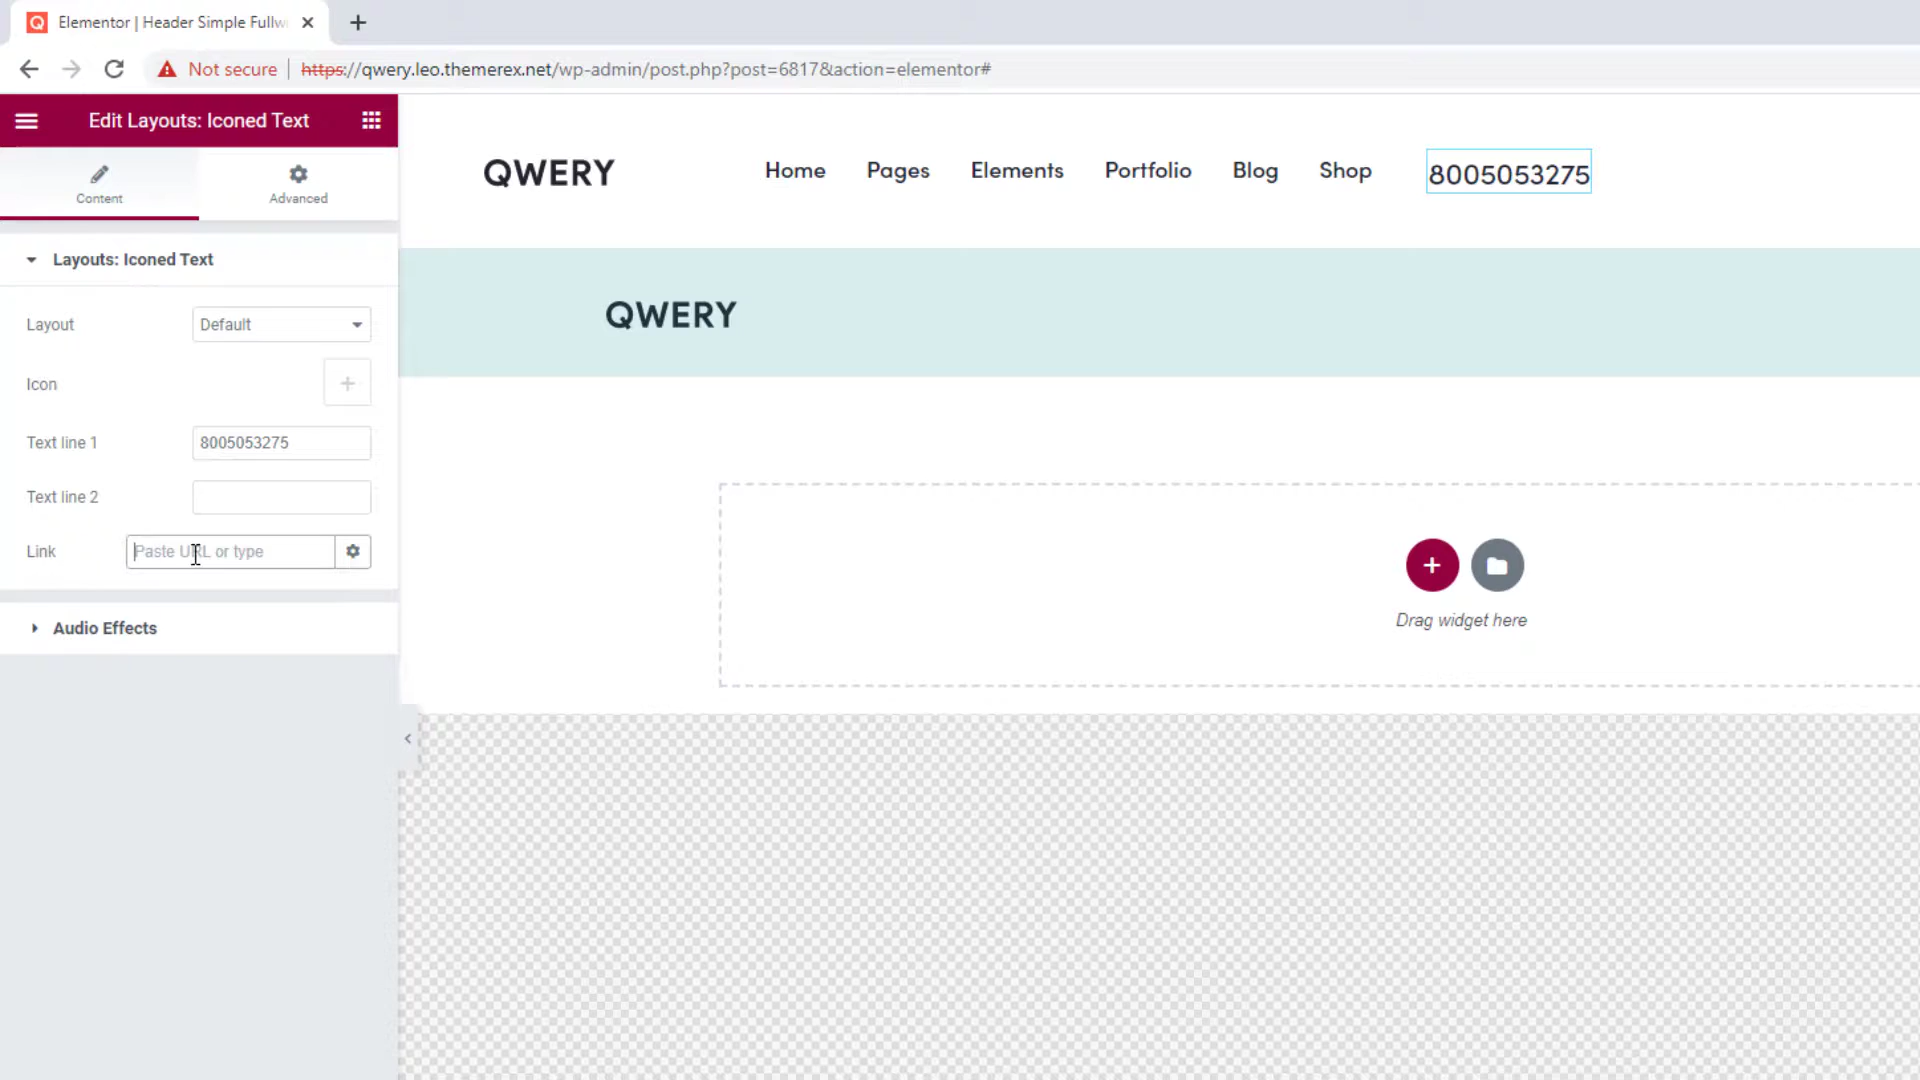 Elementor | Header Simple Fullw
Not secure
https://qwery.leo.themerex.net/wp-admin/post.php?post=6817&action=elementor#
Edit Layouts: Iconed Text
Content
Advanced
Layouts: Iconed Text
Layout
Default
Icon
Text line 1
8005053275
Text line 2
Link
Paste URL or type
Audio Effects
QWERY
Home
Pages
Elements
Portfolio
Blog
Shop
8005053275
QWERY
Drag widget here